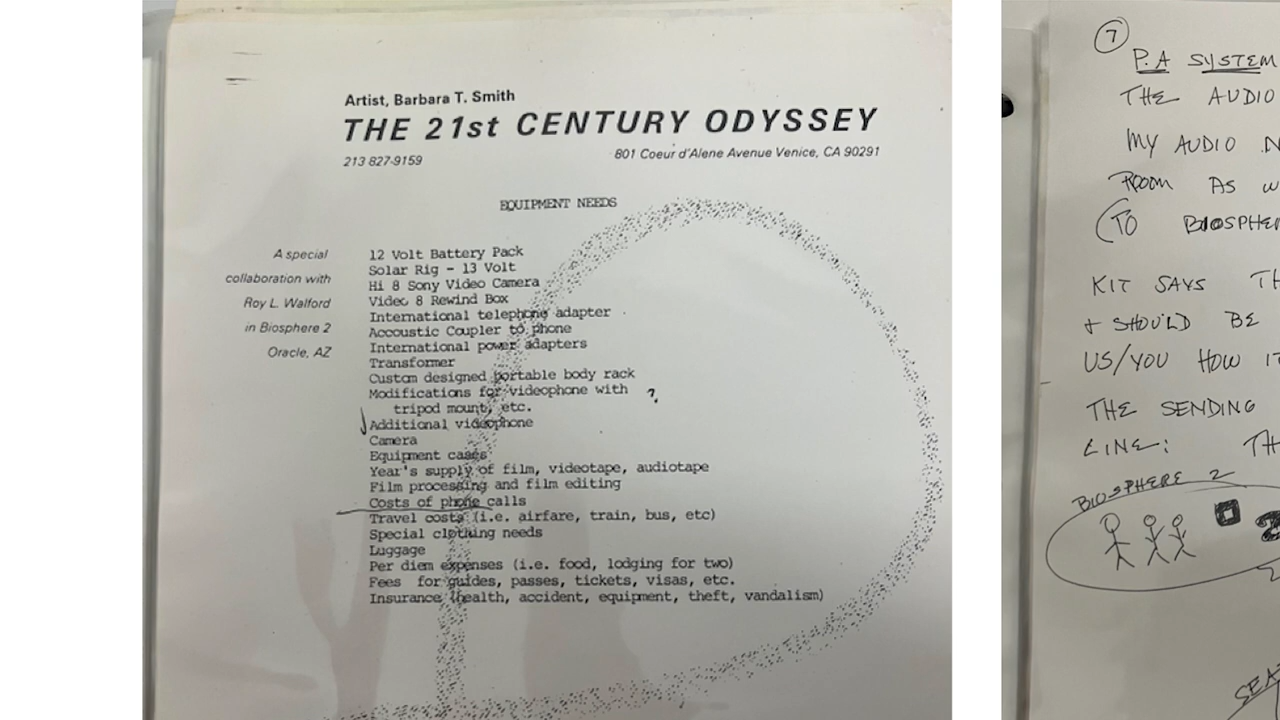 Artist, Barbara T. Smith
THE 21st CENTURY ODYSSEY
213 827-9159
801 Coeur d'Alene Avenue Venice, CA 90291
EQUIPMENT NEEDS
A special
collaboration with
Roy L. Walford
in Biosphere 2
Oracle, AZ
12 Volt Battery Pack
Solar Rig - 13 Volt
Hi 8 Sony Video Camera
Video 8 Rewind Box
International telephone adapter
Accoustic Coupler to phone
International power adapters
Transformer
Custom designed portable body rack
Modifications for videophone with ?
tripod mount, etc.
Additional videophone
Camera
Equipment cases
Year's supply of film, videotape, audiotape
Film processing and film editing
Costs of phone calls
Travel costs (i.e. airfare, train, bus, etc)
Special clothing needs
Luggage
Per diem expenses (i.e. food, lodging for two)
Fees for guides, passes, tickets, visas, etc.
Insurance (health, accident, equipment, theft, vandalism)
7
P.A SYSTEM
THE AUDIO
MY AUDIO
ROOM AS
(TO
KIT SAYS
+ SHOULD BE
US/YOU HOW
THE SENDING
LINE:
BIOSPHERE 2